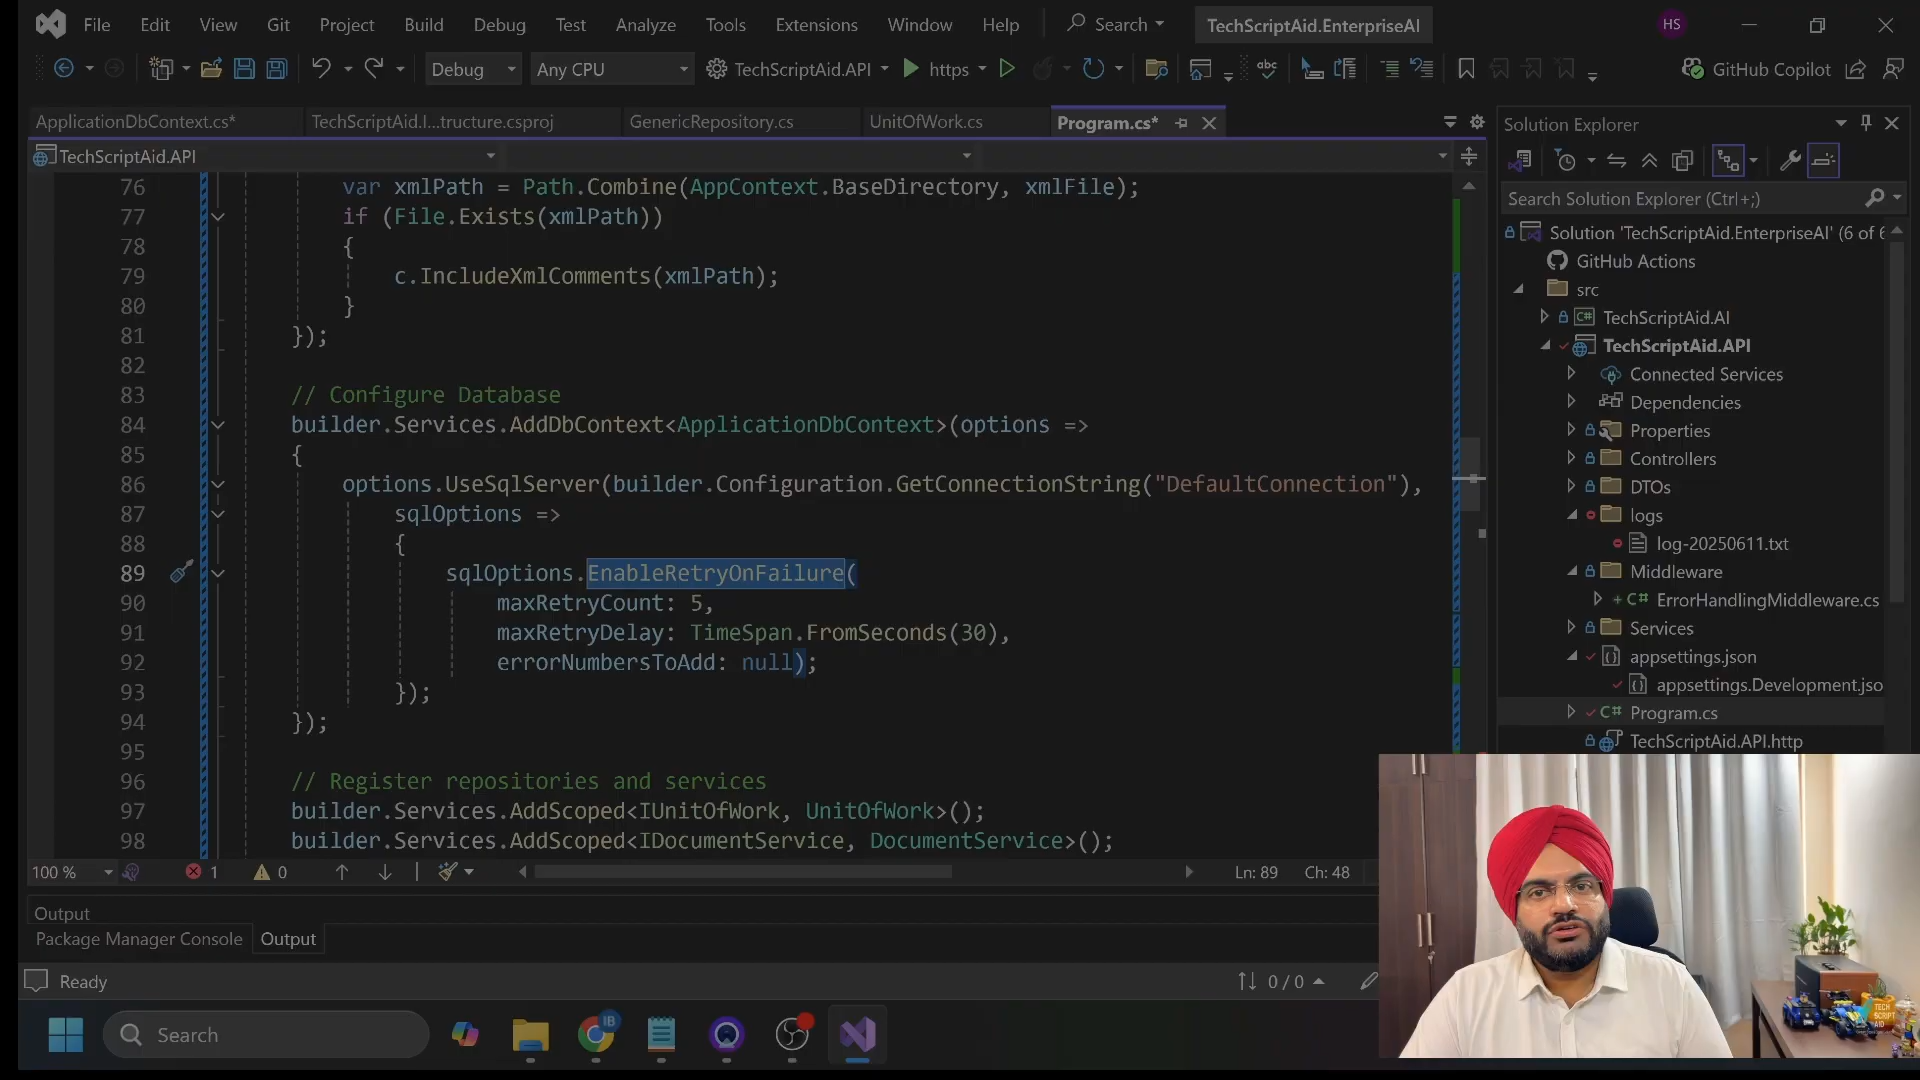 File Edit View Git Project Build Debug Test Analyze Tools Extensions Window Help Search TechScriptAid.EnterpriseAI HS
Debug Any CPU TechScriptAid.API https GitHub Copilot
ApplicationDbContext.cs* TechScriptAid.I...tructure.csproj GenericRepository.cs UnitOfWork.cs Program.cs*
TechScriptAid.API
76 var xmlPath = Path.Combine(AppContext.BaseDirectory, xmlFile);
77 if (File.Exists(xmlPath))
78 {
79 c.IncludeXmlComments(xmlPath);
80 }
81 });
82
83 // Configure Database
84 builder.Services.AddDbContext<ApplicationDbContext>(options =>
85 {
86 options.UseSqlServer(builder.Configuration.GetConnectionString("DefaultConnection"),
87 sqlOptions =>
88 {
89 sqlOptions.EnableRetryOnFailure(
90 maxRetryCount: 5,
91 maxRetryDelay: TimeSpan.FromSeconds(30),
92 errorNumbersToAdd: null);
93 });
94 });
95
96 // Register repositories and services
97 builder.Services.AddScoped<IUnitOfWork, UnitOfWork>();
98 builder.Services.AddScoped<IDocumentService, DocumentService>();
100 % 1 0 Ln: 89 Ch: 48
Output
Package Manager Console Output
Ready 0 / 0
Search
Solution Explorer
Search Solution Explorer (Ctrl+;)
Solution 'TechScriptAid.EnterpriseAI' (6 of 6
GitHub Actions
src
C# TechScriptAid.AI
TechScriptAid.API
Connected Services
Dependencies
Properties
Controllers
DTOs
logs
log-20250611.txt
Middleware
C# ErrorHandlingMiddleware.cs
Services
appsettings.json
appsettings.Development.jso
C# Program.cs
TechScriptAid.API.http
IB
TECH
SCRIPT
AID